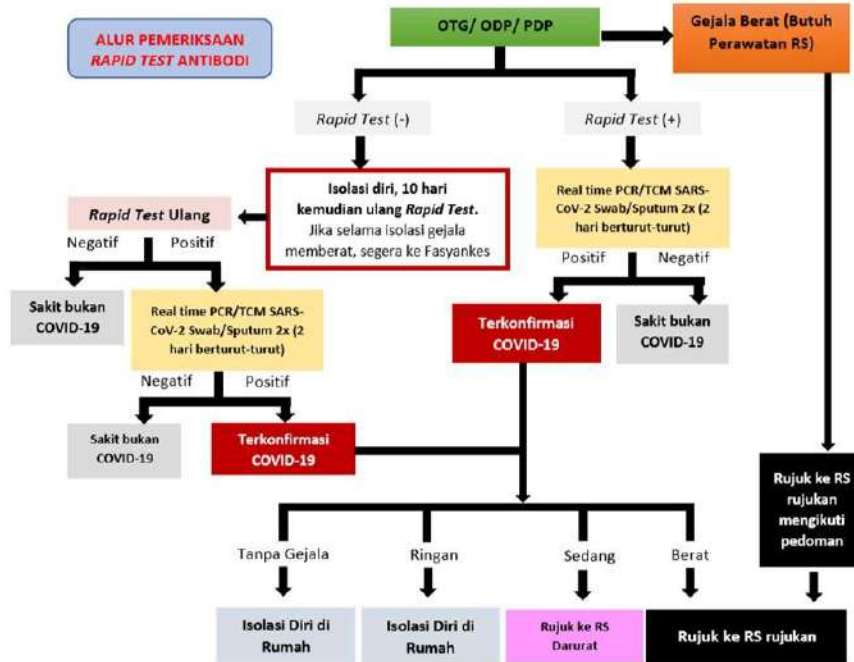 ALUR PEMERIKSAAN
RAPID TEST ANTIBODI
OTG/ ODP/ PDP
Gejala Berat (Butuh
Perawatan RS)
Rapid Test (-)
Rapid Test (+)
Isolasi diri, 10 hari
kemudian ulang Rapid Test.
Jika selama isolasi gejala
memberat, segera ke Fasyankes
Real time PCR/TCM SARS-
CoV-2 Swab/Sputum 2x (2
hari berturut-turut)
Rapid Test Ulang
Negatif
Positif
Positif
Negatif
Sakit bukan
COVID-19
Real time PCR/TCM SARS-
CoV-2 Swab/Sputum 2x (2
hari berturut-turut)
Terkonfirmasi
COVID-19
Sakit bukan
COVID-19
Negatif
Positif
Sakit bukan
COVID-19
Terkonfirmasi
COVID-19
Rujuk ke RS
rujukan
mengikuti
pedoman
Tanpa Gejala
Ringan
Sedang
Berat
Isolasi Diri di
Rumah
Isolasi Diri di
Rumah
Rujuk ke RS
Darurat
Rujuk ke RS rujukan